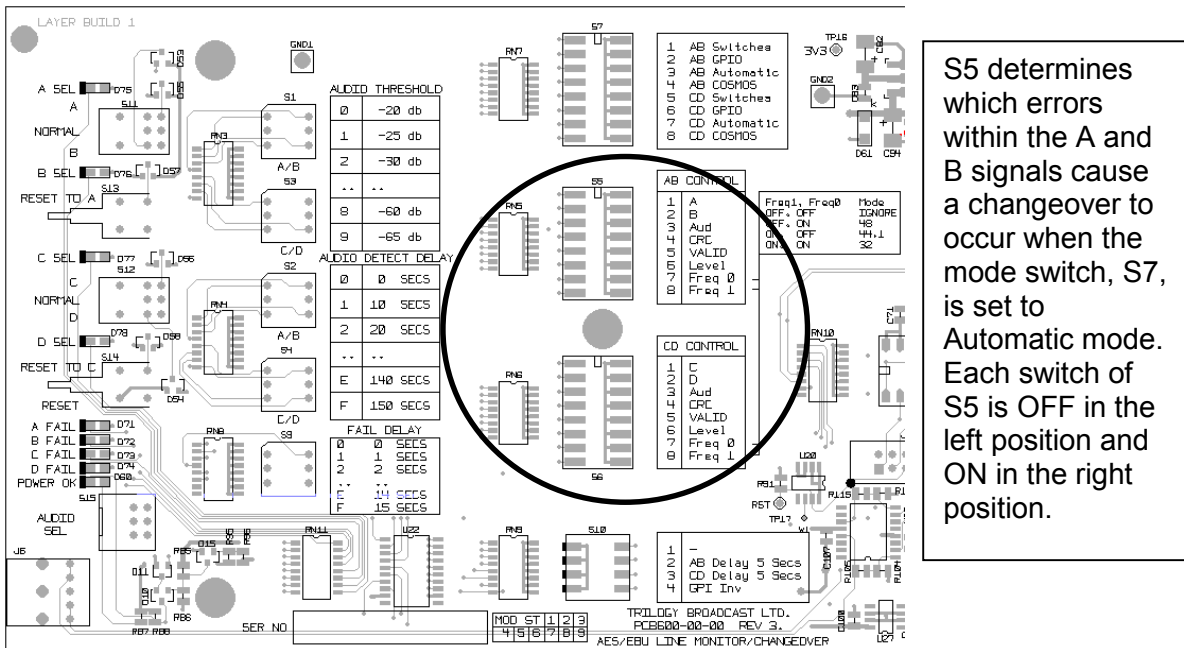 LAYER BUILD 1
A SEL D75
D59
D55
GND1
S11
A
NORMAL
B
B SEL D76
D57
RESET TO A
S13
C SEL D77
D56
S12
C
NORMAL
D
D SEL D78
D58
RESET TO C
S14
D54
RESET
A FAIL D71
B FAIL D72
C FAIL D73
D FAIL D74
POWER OK D60
S15
AUDIO
SEL
J6
RN3
RN4
RN8
S1
A/B
S3
C/D
S2
A/B
S4
C/D
S9
AUDIO THRESHOLD
0 -20 db
1 -25 db
2 -30 db
.. ..
8 -60 db
9 -65 db
AUDIO DETECT DELAY
0 0 SECS
1 10 SECS
2 20 SECS
.. ..
E 140 SECS
F 150 SECS
FAIL DELAY
0 0 SECS
1 1 SECS
2 2 SECS
.. ..
E 14 SECS
F 15 SECS
RN7
S7
1 AB Switches
2 AB GPIO
3 AB Automatic
4 AB COSMOS
5 CD Switches
6 CD GPIO
7 CD Automatic
8 CD COSMOS
TP16
3V3
GND2
D61
C94
RN5
S5
AB CONTROL
1 A
2 B
3 Aud
4 CRC
5 VALID
6 Level
7 Freq 0
8 Freq 1
Freq1, Freq0 Mode
OFF. OFF IGNORE
OFF. ON 48
ON. OFF 44.1
ON. ON 32
RN6
S6
CD CONTROL
1 C
2 D
3 Aud
4 CRC
5 VALID
6 Level
7 Freq 0
8 Freq 1
RN10
C71
U20
R91
RST
TP17
R115
C107
R105
R104
C100
U27
RN11
U22
RN9
S10
1 -
2 AB Delay 5 Secs
3 CD Delay 5 Secs
4 GPI Inv
R85
R86
R87 R88
SER NO
MOD ST 1 2 3
4 5 6 7 8 9
TRILOGY BROADCAST LTD.
PCB600-00-00 REV 3.
AES/EBU LINE MONITOR/CHANGEOVER
S5 determines
which errors
within the A and
B signals cause
a changeover to
occur when the
mode switch, S7,
is set to
Automatic mode.
Each switch of
S5 is OFF in the
left position and
ON in the right
position.